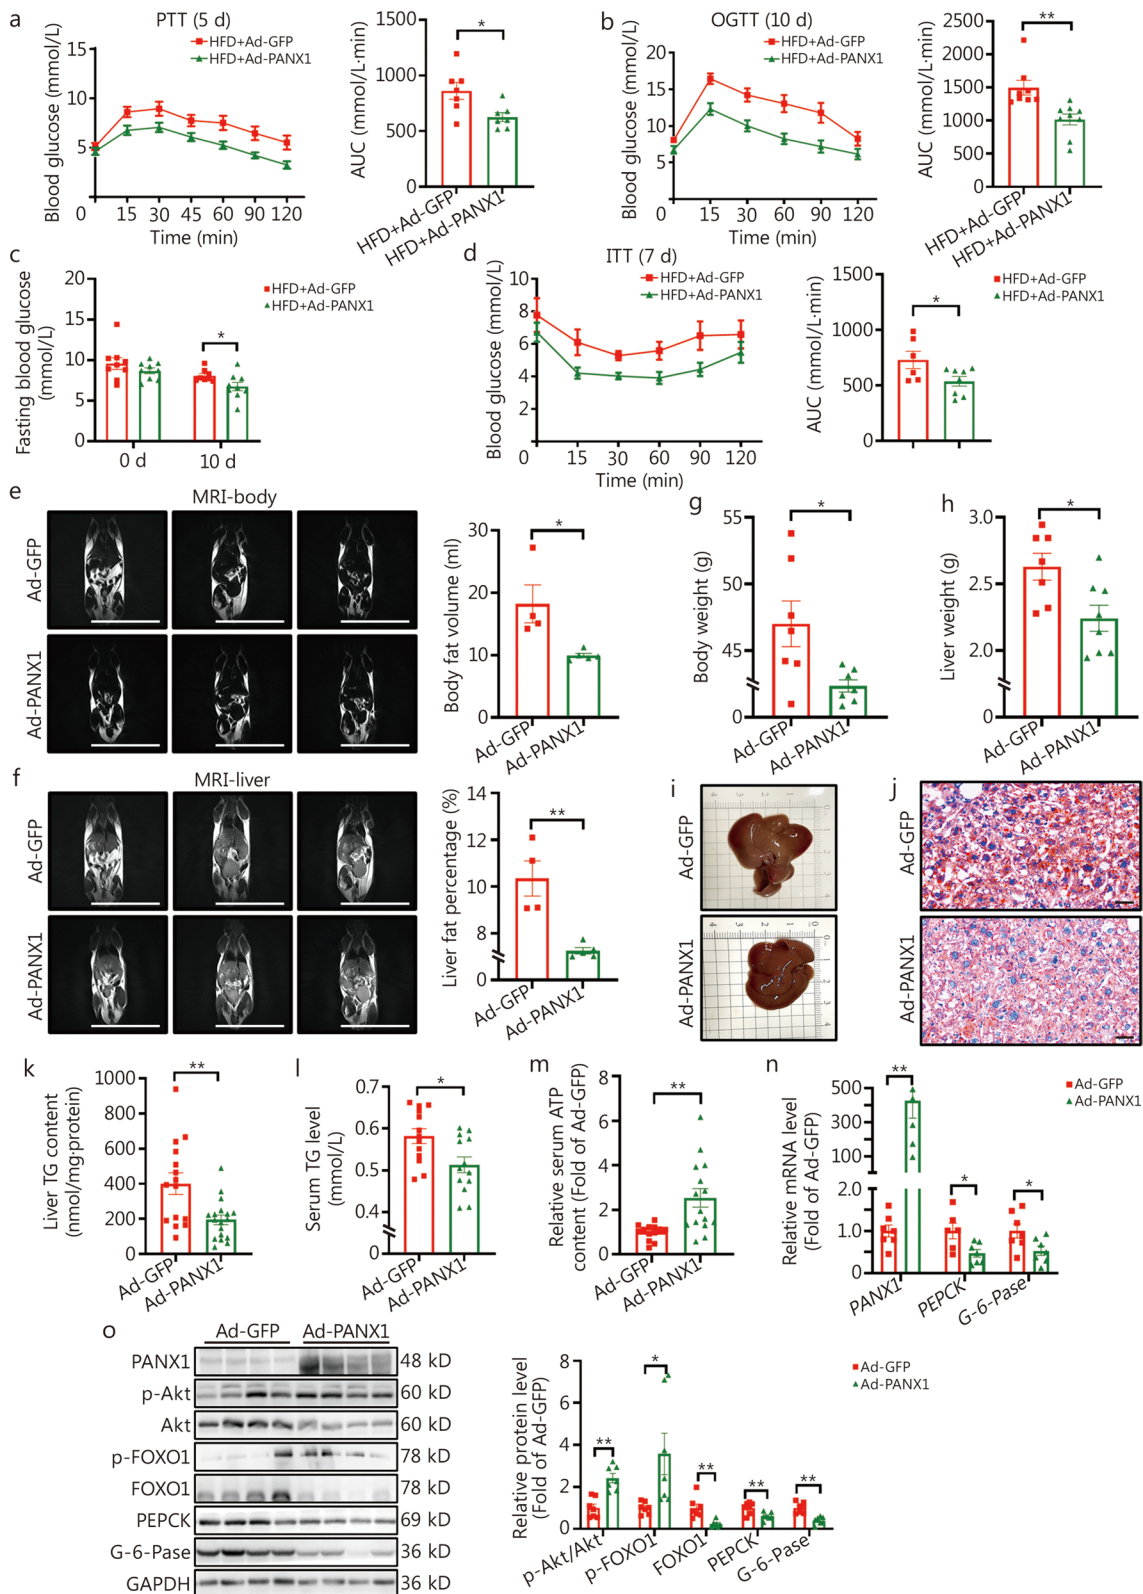 a
PTT (5 d)
HFD+Ad-GFP
HFD+Ad-PANX1
Blood glucose (mmol/L)
15
10
5
0
15 30 45 60 90 120
Time (min)
AUC (mmol/L·min)
1500
1000
500
0
*
HFD+Ad-GFP
HFD+Ad-PANX1
b
OGTT (10 d)
HFD+Ad-GFP
HFD+Ad-PANX1
Blood glucose (mmol/L)
20
15
10
5
0
15 30 60 90 120
Time (min)
AUC (mmol/L·min)
2500
2000
1500
1000
500
0
**
HFD+Ad-GFP
HFD+Ad-PANX1
c
Fasting blood glucose
(mmol/L)
20
15
10
5
0
*
0 d 10 d
HFD+Ad-GFP
HFD+Ad-PANX1
d
ITT (7 d)
HFD+Ad-GFP
HFD+Ad-PANX1
Blood glucose (mmol/L)
10
8
6
4
2
0
15 30 60 90 120
Time (min)
AUC (mmol/L·min)
1500
1000
500
0
*
HFD+Ad-GFP
HFD+Ad-PANX1
e
MRI-body
Ad-GFP
Ad-PANX1
Body fat volume (ml)
30
20
10
0
*
Ad-GFP
Ad-PANX1
g
Body weight (g)
55
50
45
0
*
Ad-GFP
Ad-PANX1
h
Liver weight (g)
3.0
2.5
2.0
0
*
Ad-GFP
Ad-PANX1
f
MRI-liver
Ad-GFP
Ad-PANX1
Liver fat percentage (%)
14
12
10
8
0
**
Ad-GFP
Ad-PANX1
i
Ad-GFP
Ad-PANX1
j
Ad-GFP
Ad-PANX1
k
Liver TG content
(nmol/mg·protein)
1000
800
600
400
200
0
**
Ad-GFP
Ad-PANX1
l
Serum TG level
(mmol/L)
0.7
0.6
0.5
0.4
0
*
Ad-GFP
Ad-PANX1
m
Relative serum ATP
content (Fold of Ad-GFP)
8
6
4
2
0
**
Ad-GFP
Ad-PANX1
n
Relative mRNA level
(Fold of Ad-GFP)
500
300
100
2.0
1.0
0
** * *
PANX1 PEPCK G-6-Pase
Ad-GFP
Ad-PANX1
o
Ad-GFP Ad-PANX1
PANX1 48 kD
p-Akt 60 kD
Akt 60 kD
p-FOXO1 78 kD
FOXO1 78 kD
PEPCK 69 kD
G-6-Pase 36 kD
GAPDH 36 kD
Relative protein level
(Fold of Ad-GFP)
8
6
4
2
0
** * ** ** **
p-Akt/Akt p-FOXO1 FOXO1 PEPCK G-6-Pase
Ad-GFP
Ad-PANX1